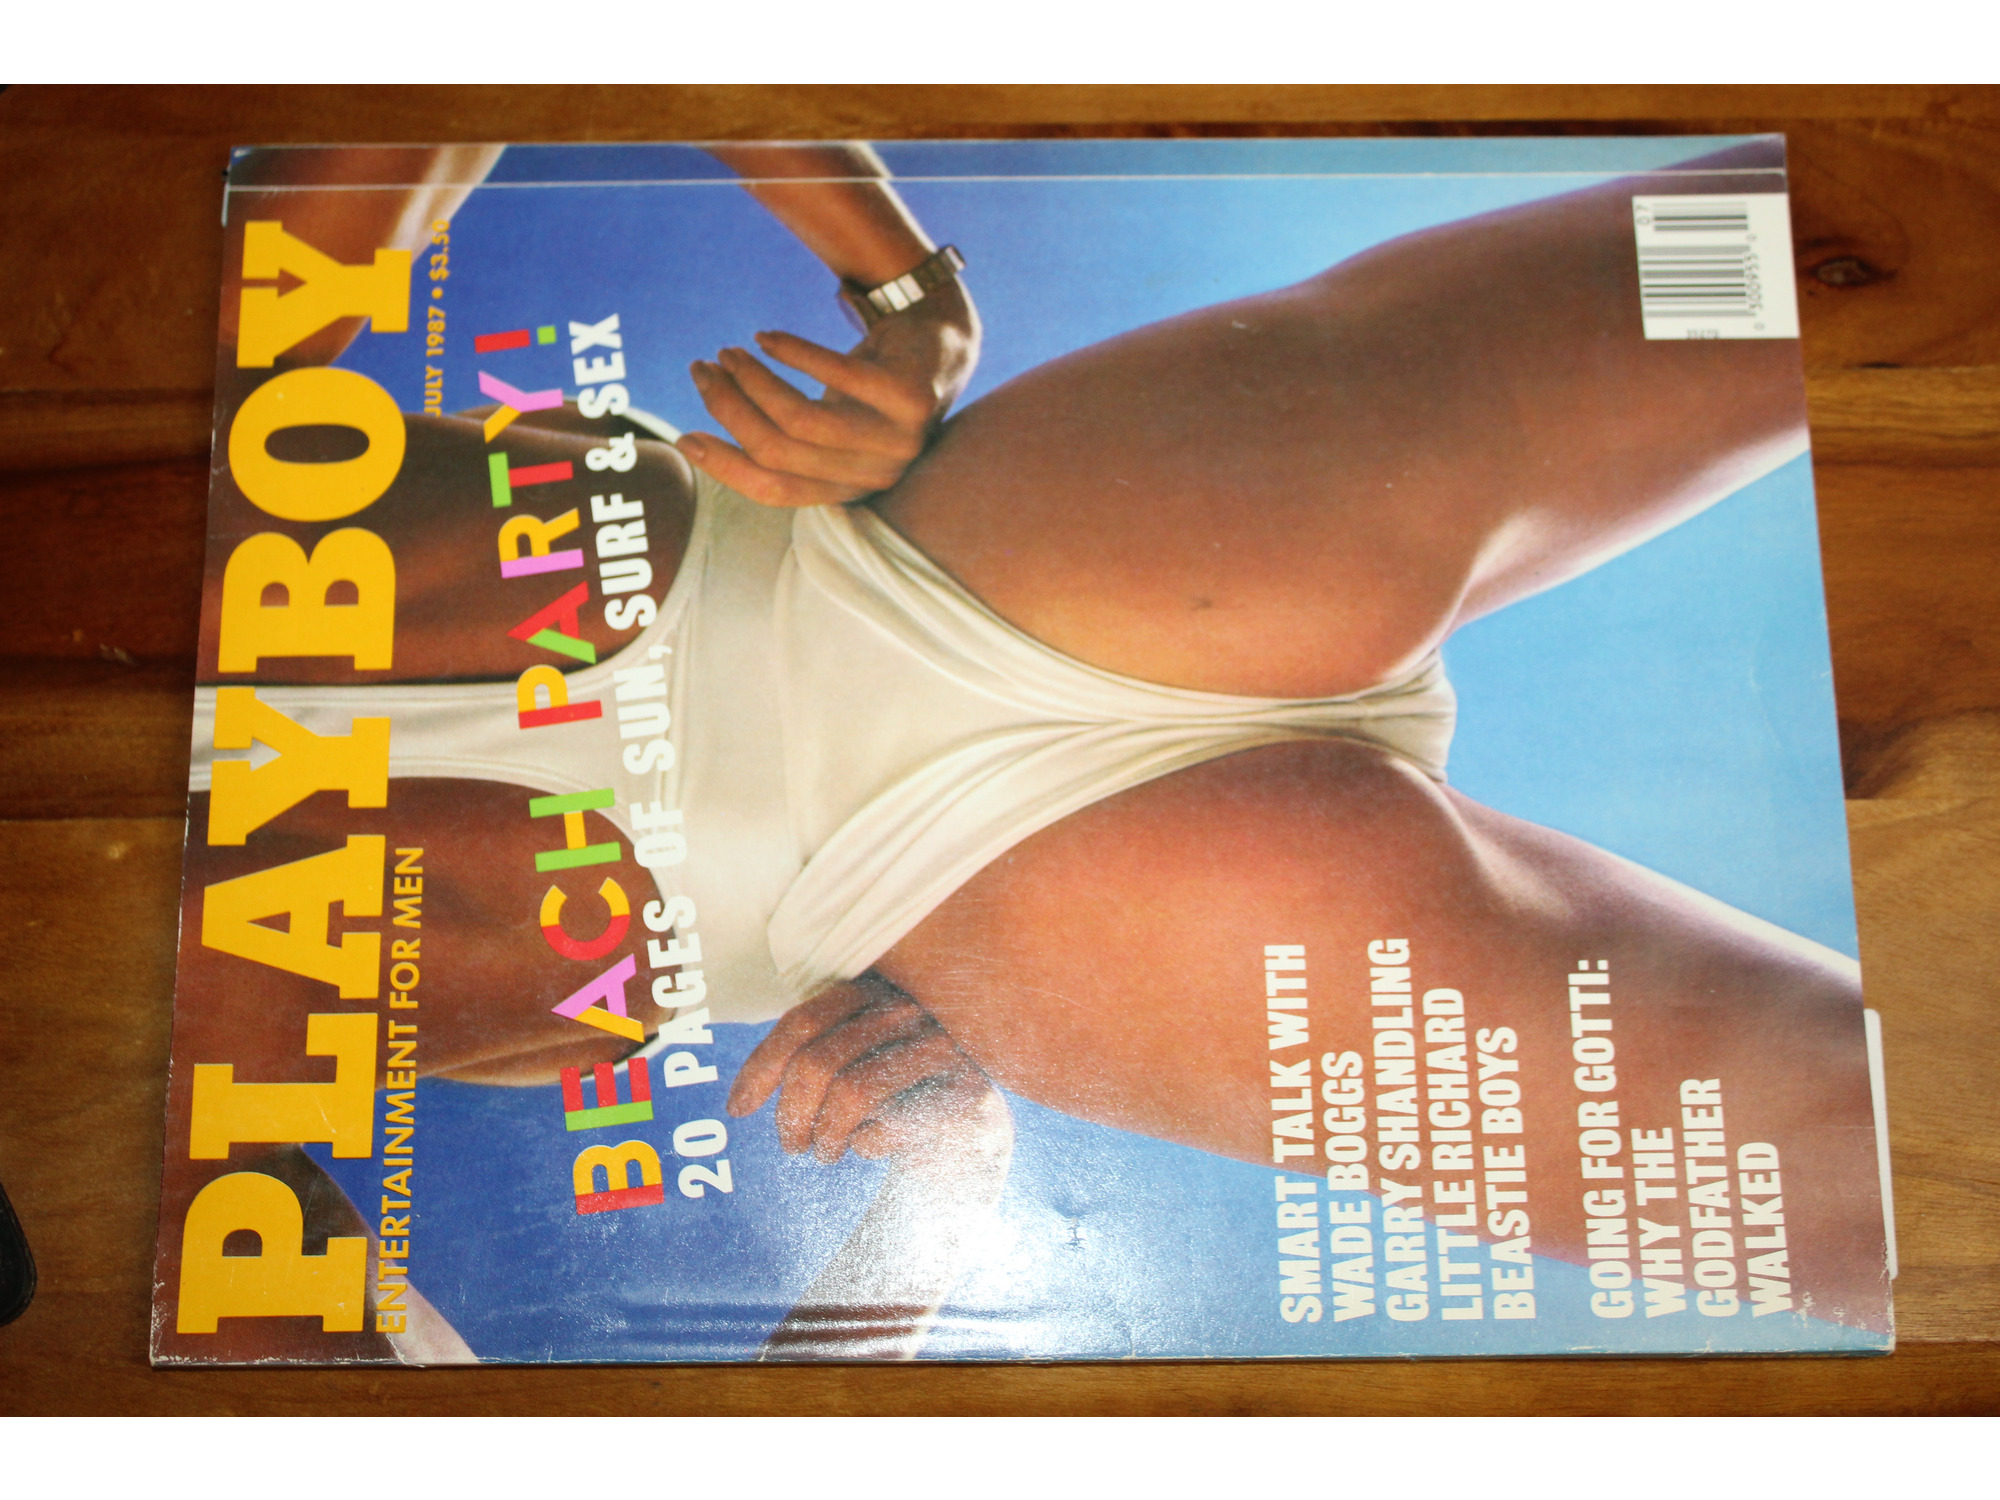 PLAYBOY
ENTERTAINMENT FOR MEN
JULY 1987 • $3.50
BEACH PARTY!
20 PAGES OF SUN, SURF & SEX
SMART TALK WITH
WADE BOGGS
GARRY SHANDLING
LITTLE RICHARD
BEASTIE BOYS
GOING FOR GOTTI:
WHY THE
GODFATHER
WALKED
07